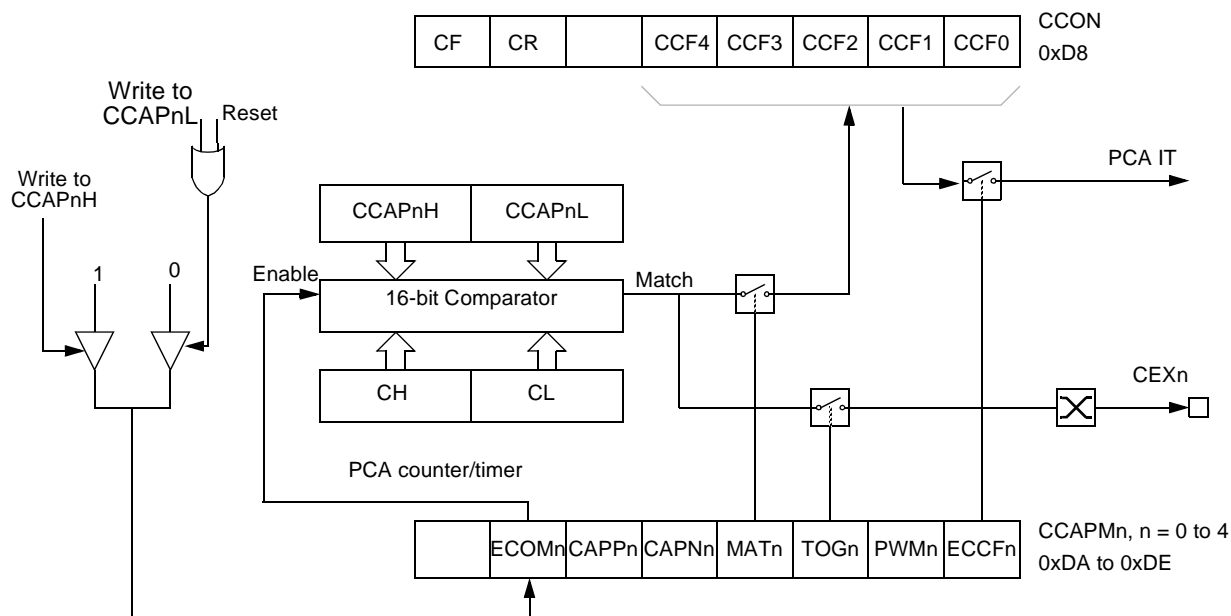 CF CR CCF4 CCF3 CCF2 CCF1 CCF0
CCON
0xD8
Write to
CCAPnL
Reset
Write to
CCAPnH
PCA IT
CCAPnH CCAPnL
1 0
Enable
16-bit Comparator
Match
CH CL
CEXn
PCA counter/timer
ECOMn CAPPn CAPNn MATn TOGn PWMn ECCFn
CCAPMn, n = 0 to 4
0xDA to 0xDE